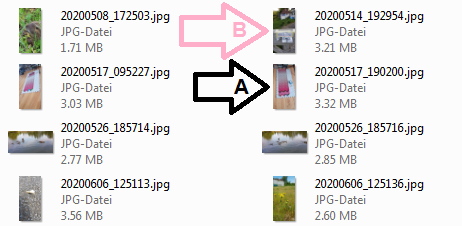 20200508_172503.jpg
JPG-Datei
1.71 MB
B
20200514_192954.jpg
JPG-Datei
3.21 MB
20200517_095227.jpg
JPG-Datei
3.03 MB
A
20200517_190200.jpg
JPG-Datei
3.32 MB
20200526_185714.jpg
JPG-Datei
2.77 MB
20200526_185716.jpg
JPG-Datei
2.85 MB
20200606_125113.jpg
JPG-Datei
3.56 MB
20200606_125136.jpg
JPG-Datei
2.60 MB